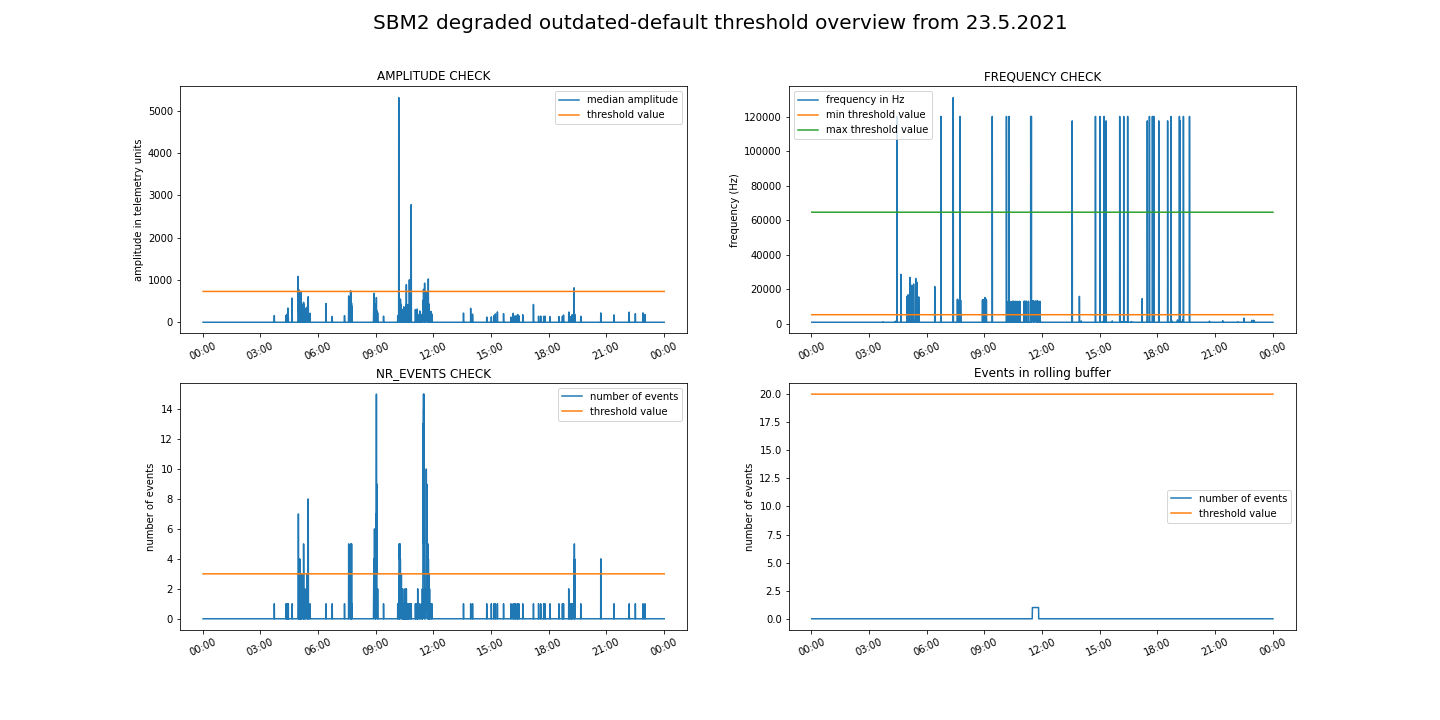 SBM2 degraded outdated-default threshold overview from 23.5.2021
AMPLITUDE CHECK
median amplitude
threshold value
amplitude in telemetry units
5000
4000
3000
2000
1000
0
00:00 03:00 06:00 09:00 12:00 15:00 18:00 21:00 00:00
FREQUENCY CHECK
frequency in Hz
min threshold value
max threshold value
frequency (Hz)
120000
100000
80000
60000
40000
20000
0
00:00 03:00 06:00 09:00 12:00 15:00 18:00 21:00 00:00
NR_EVENTS CHECK
number of events
threshold value
number of events
14
12
10
8
6
4
2
0
00:00 03:00 06:00 09:00 12:00 15:00 18:00 21:00 00:00
Events in rolling buffer
number of events
threshold value
number of events
20.0
17.5
15.0
12.5
10.0
7.5
5.0
2.5
0.0
00:00 03:00 06:00 09:00 12:00 15:00 18:00 21:00 00:00